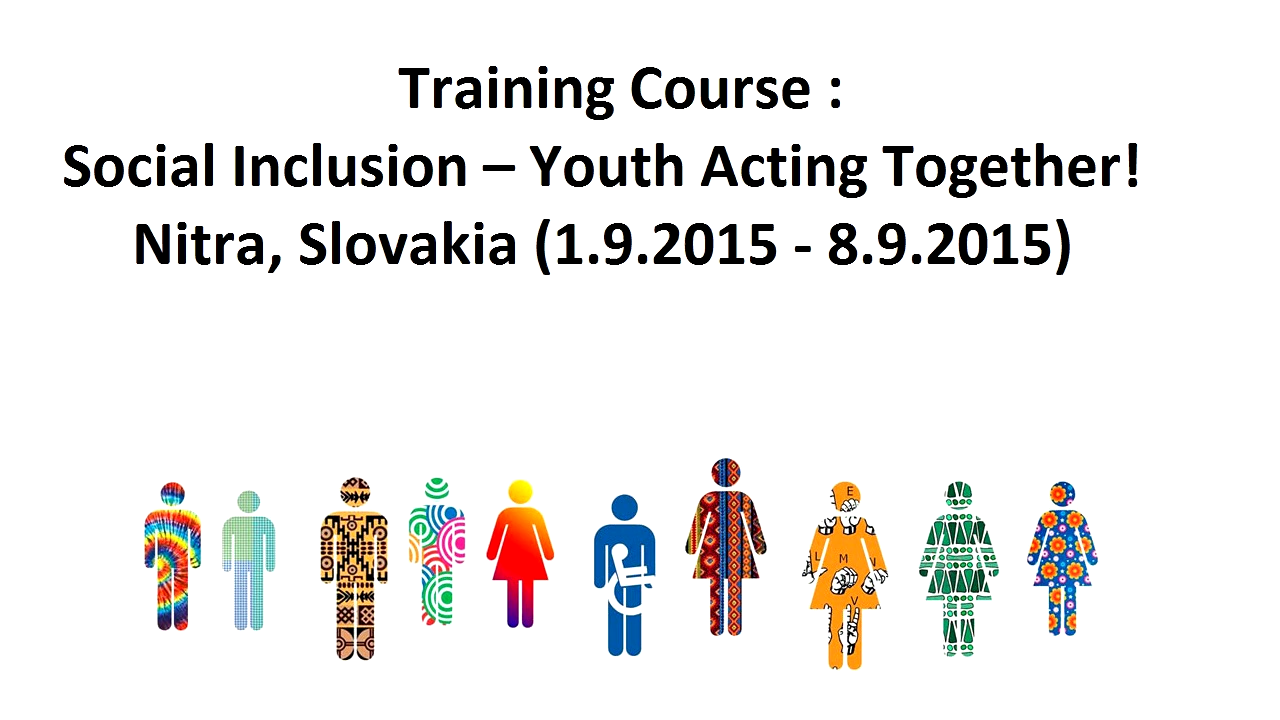 Training Course :
Social Inclusion – Youth Acting Together!
Nitra, Slovakia (1.9.2015 - 8.9.2015)
E
L M V
V